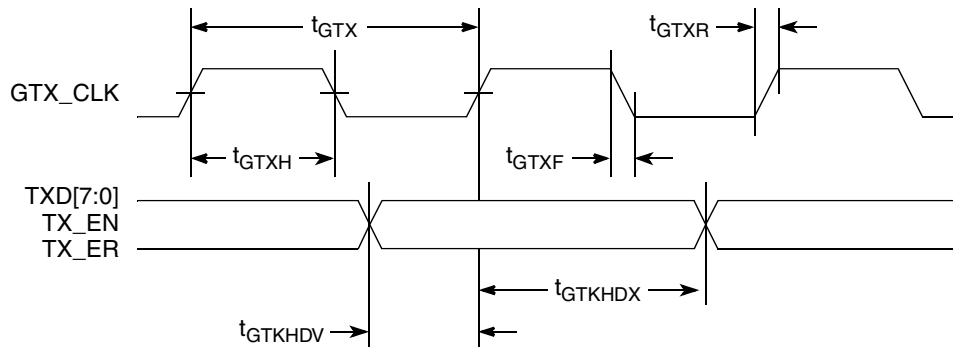 tGTX
tGTXR
GTX_CLK
tGTXH
tGTXF
TXD[7:0]
TX_EN
TX_ER
tGTKHDX
tGTKHDV